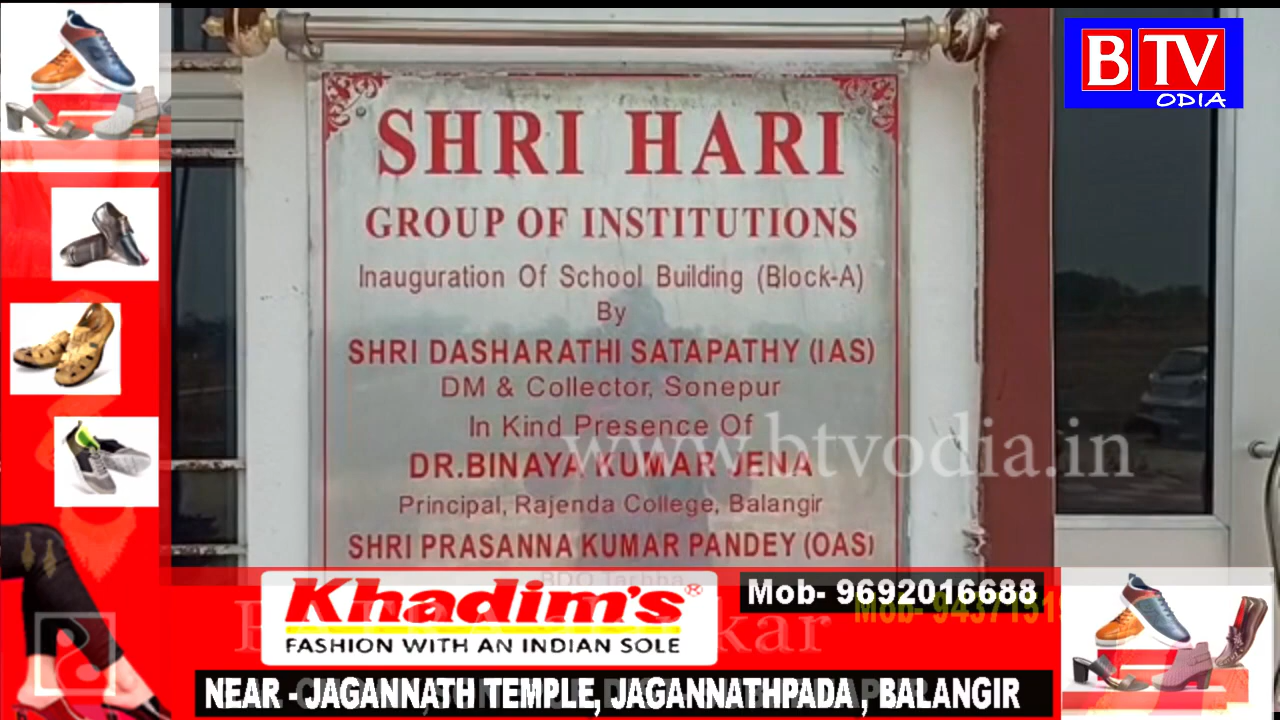 BTV
ODIA
SHRI HARI
GROUP OF INSTITUTIONS
Inauguration Of School Building (Block-A)
By
SHRI DASHARATHI SATAPATHY (IAS)
DM & Collector, Sonepur
In Kind Presence Of
www.btvodia.in
DR.BINAYA KUMAR JENA
Principal, Rajenda College, Balangir
SHRI PRASANNA KUMAR PANDEY (OAS)
BDO Tarbha
Khadim's®
FASHION WITH AN INDIAN SOLE
Mob- 9692016688
NEAR - JAGANNATH TEMPLE, JAGANNATHPADA, BALANGIR